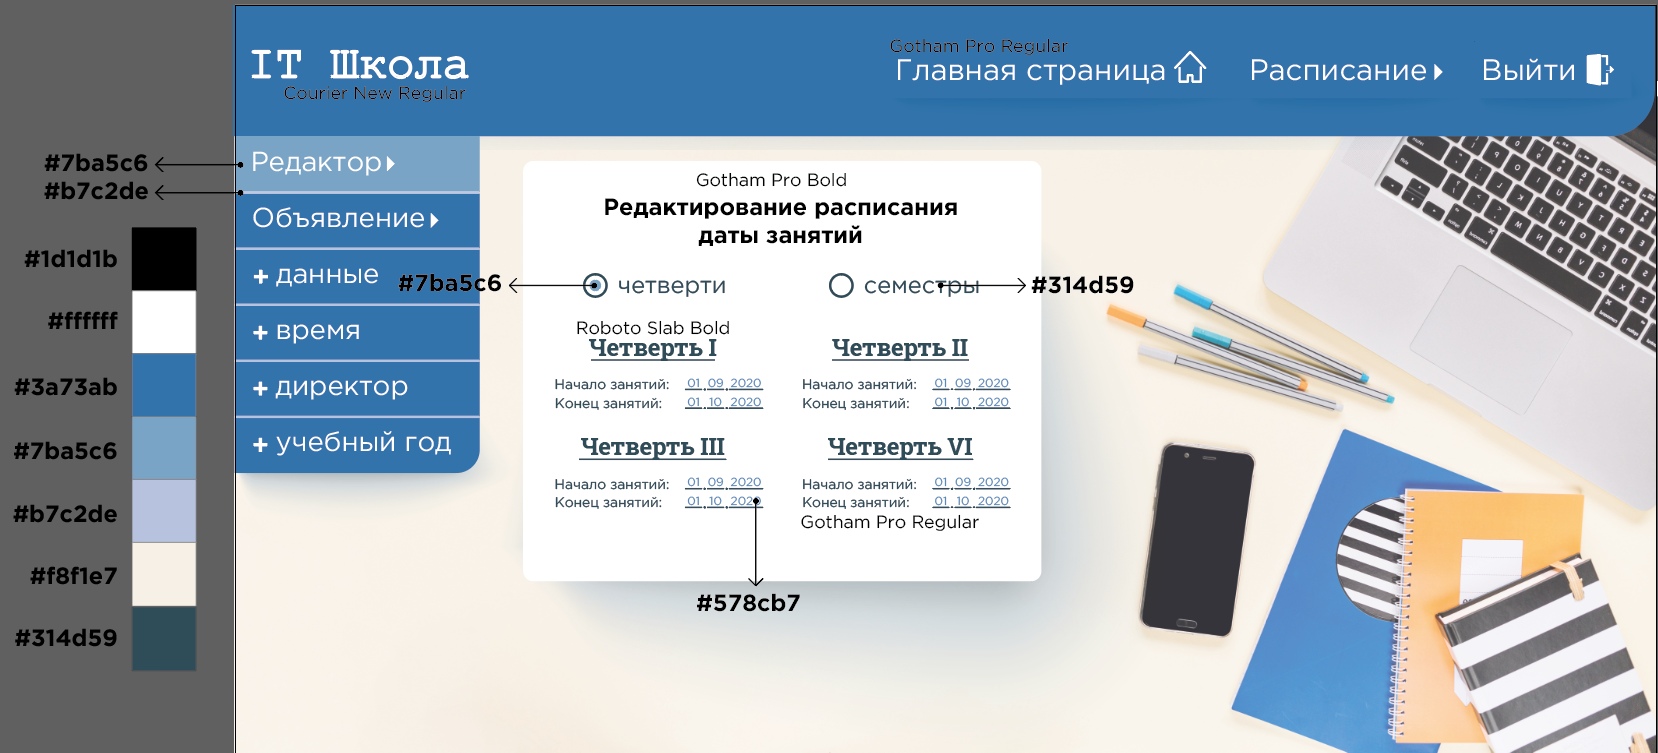 Gotham Pro Regular
IT Школа
Главная страница
Расписание
Выйти
Courier New Regular
#7ba5c6
#b7c2de
#1d1d1b
#ffffff
#3a73ab
#7ba5c6
#b7c2de
#f8f1e7
#314d59
Редактор
Объявление
+ данные
+ время
+ директор
+ учебный год
Gotham Pro Bold
Редактирование расписания
даты занятий
#7ba5c6
четверти
семестры
#314d59
Roboto Slab Bold
Четверть I
Начало занятий: 01.09.2020
Конец занятий: 01.10.2020
Четверть II
Начало занятий: 01.09.2020
Конец занятий: 01.10.2020
Четверть III
Начало занятий: 01.09.2020
Конец занятий: 01.10.2020
Четверть VI
Начало занятий: 01.09.2020
Конец занятий: 01.10.2020
Gotham Pro Regular
#578cb7